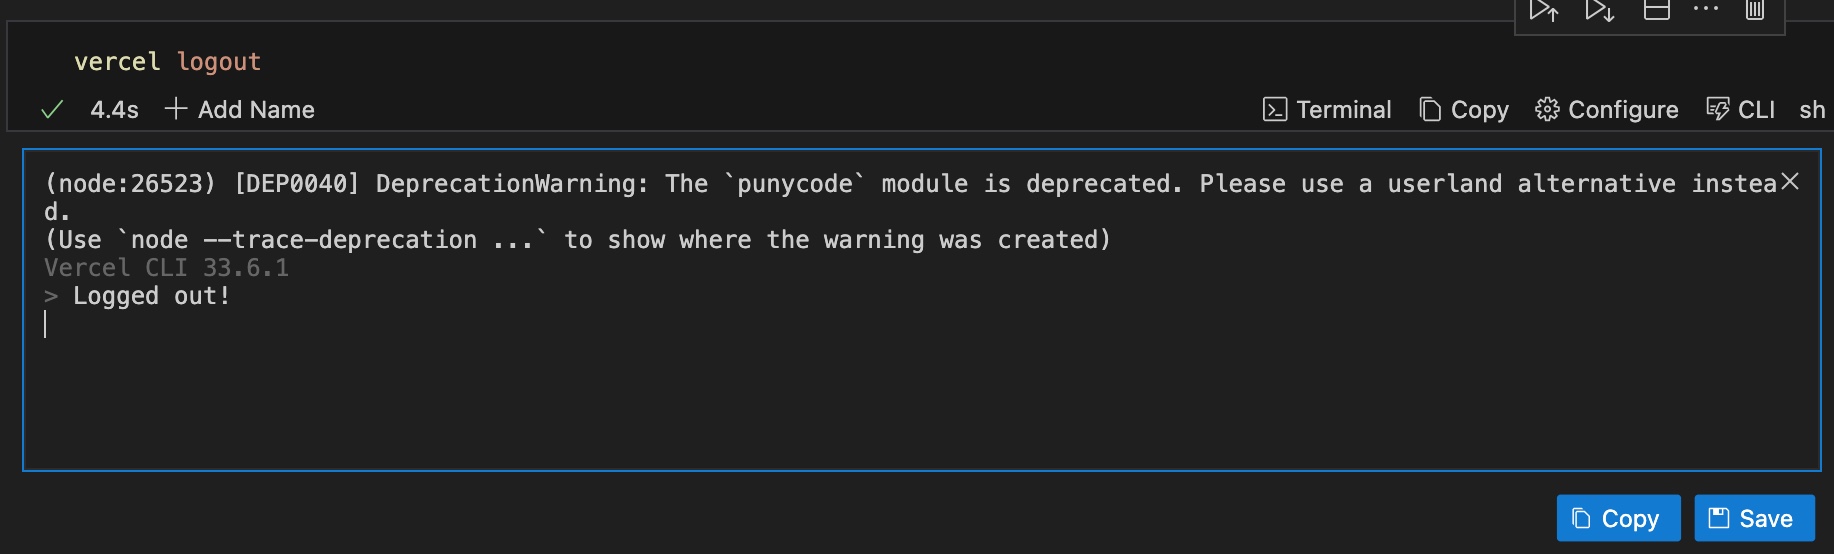 vercel logout
4.4s Add Name Terminal Copy Configure CLI sh
(node:26523) [DEP0040] DeprecationWarning: The `punycode` module is deprecated. Please use a userland alternative instea
d.
(Use `node --trace-deprecation ...` to show where the warning was created)
Vercel CLI 33.6.1
> Logged out!
Copy Save